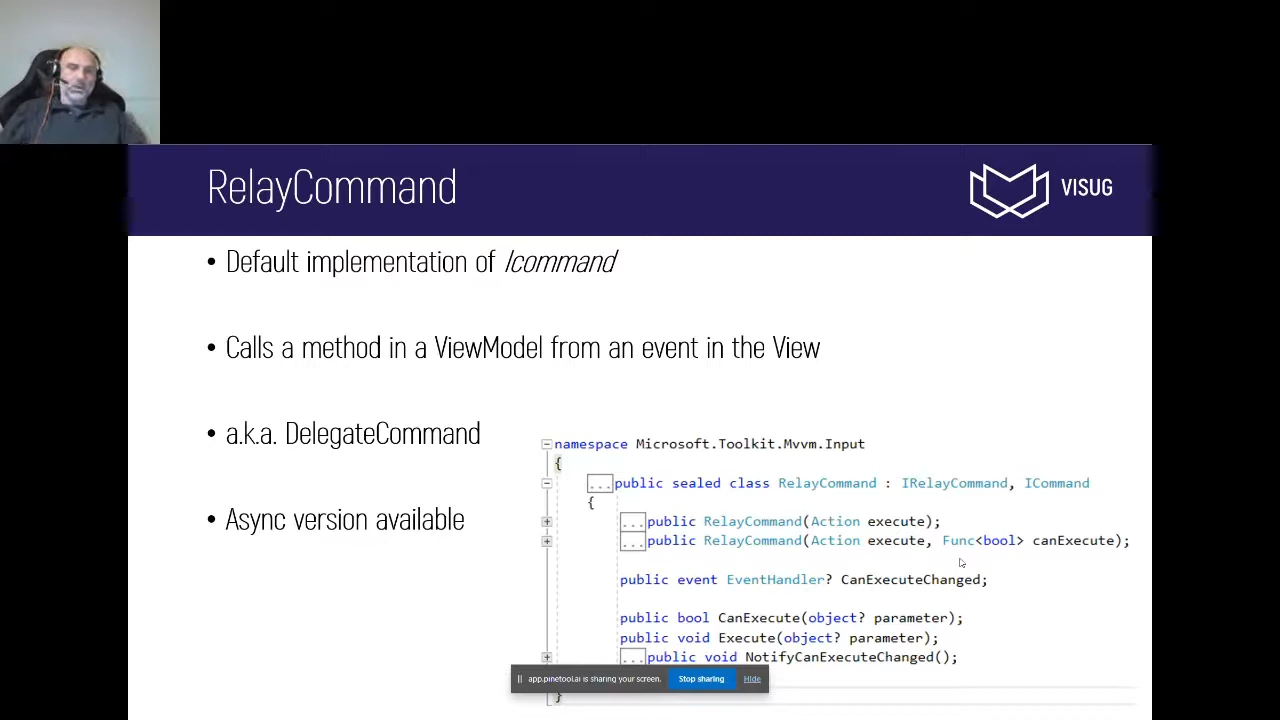 RelayCommand
VISUG
• Default implementation of Icommand
• Calls a method in a ViewModel from an event in the View
• a.k.a. DelegateCommand
• Async version available
namespace Microsoft.Toolkit.Mvvm.Input
{
...public sealed class RelayCommand : IRelayCommand, ICommand
{
...public RelayCommand(Action execute);
...public RelayCommand(Action execute, Func<bool> canExecute);
public event EventHandler? CanExecuteChanged;
public bool CanExecute(object? parameter);
public void Execute(object? parameter);
...public void NotifyCanExecuteChanged();
app.pinetool.ai is sharing your screen. Stop sharing Hide
}